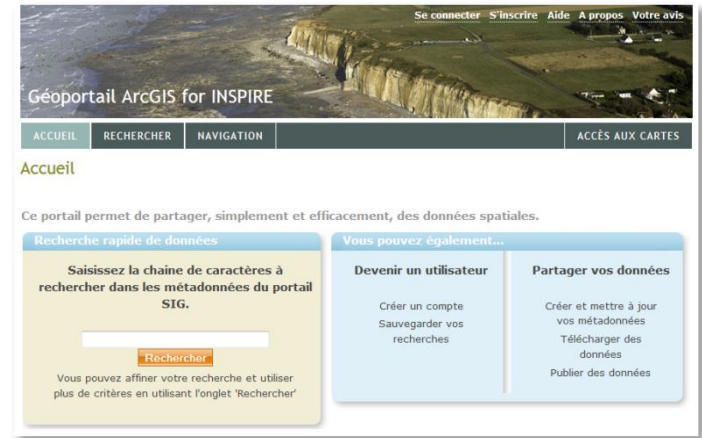 Se connecter S'inscrire Aide A propos Votre avis
Géoportail ArcGIS for INSPIRE
ACCUEIL RECHERCHER NAVIGATION ACCÈS AUX CARTES
Accueil
Ce portail permet de partager, simplement et efficacement, des données spatiales.
Recherche rapide de données
Saisissez la chaine de caractères à
rechercher dans les métadonnées du portail
SIG.
Rechercher
Vous pouvez affiner votre recherche et utiliser
plus de critères en utilisant l'onglet 'Rechercher'
Vous pouvez également...
Devenir un utilisateur
Créer un compte
Sauvegarder vos
recherches
Partager vos données
Créer et mettre à jour
vos métadonnées
Télécharger des
données
Publier des données